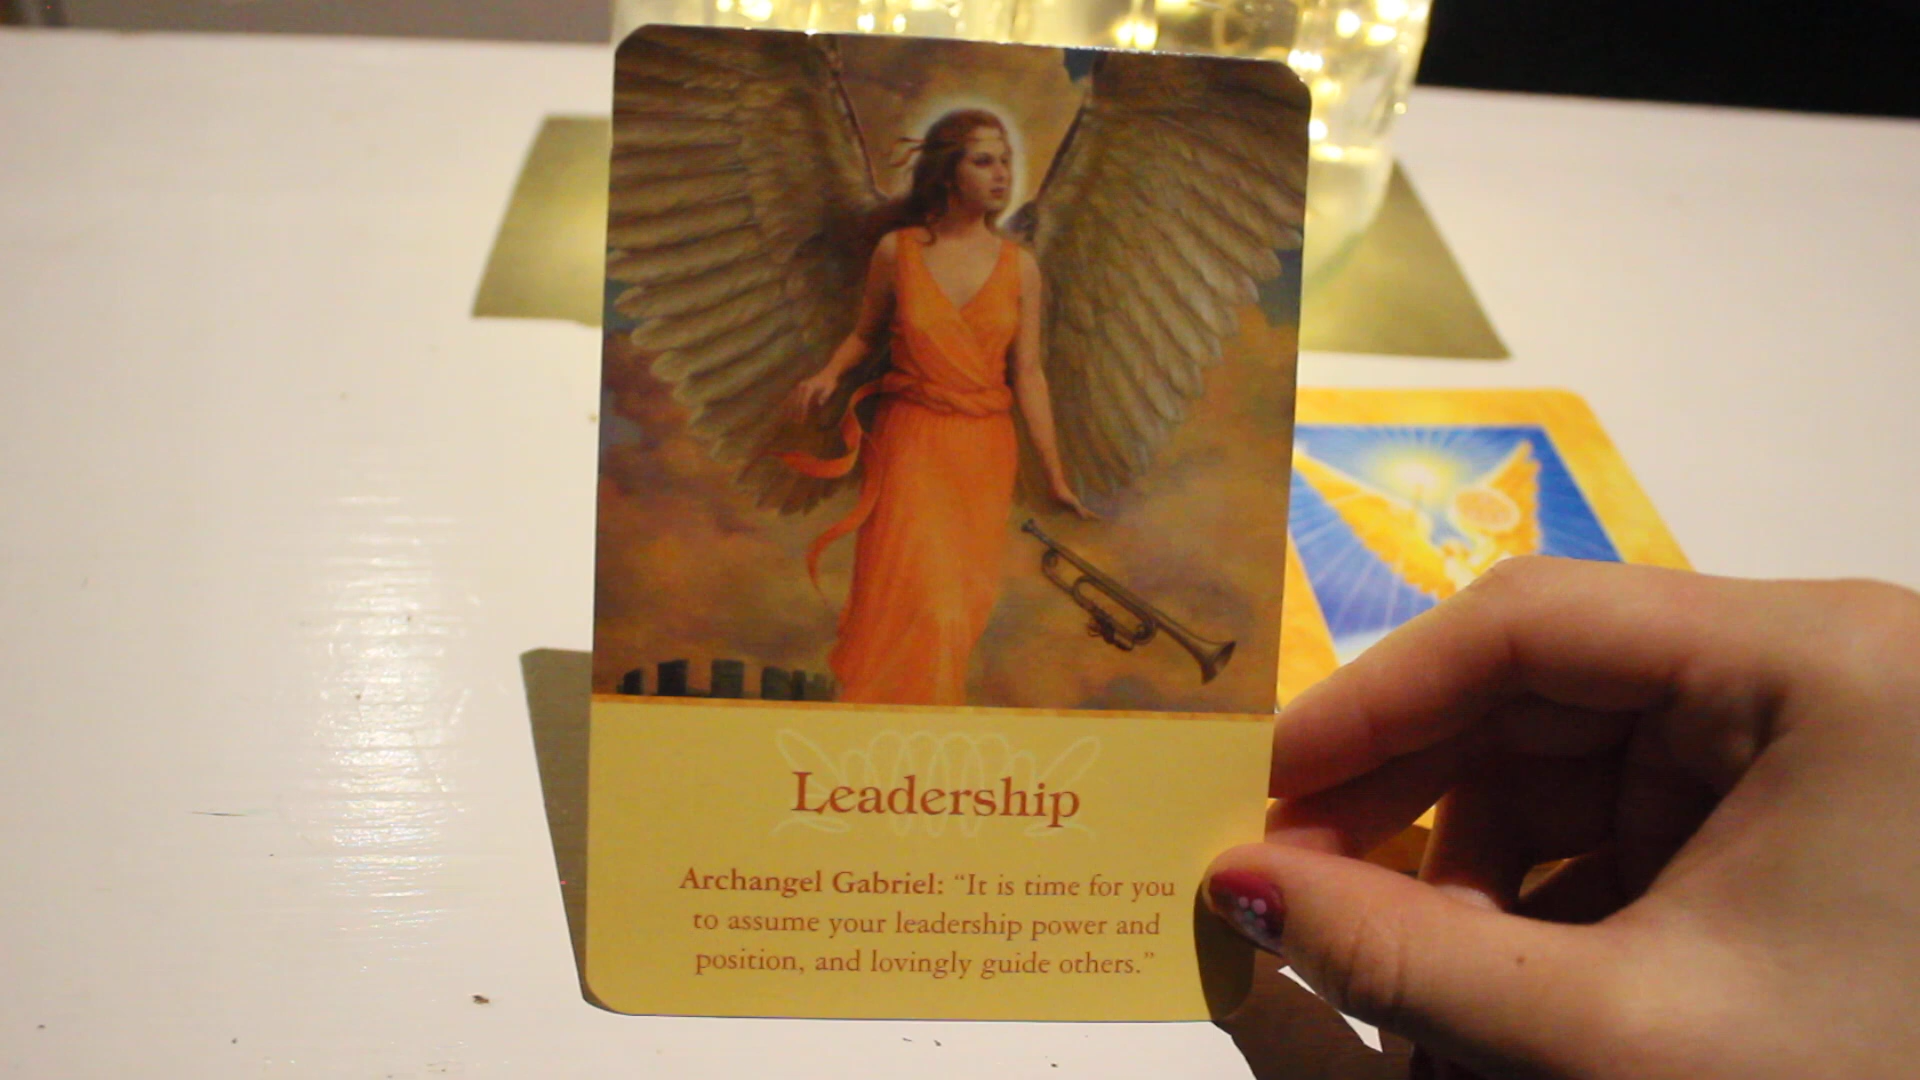 Leadership
Archangel Gabriel: “It is time for you
to assume your leadership power and
position, and lovingly guide others.”